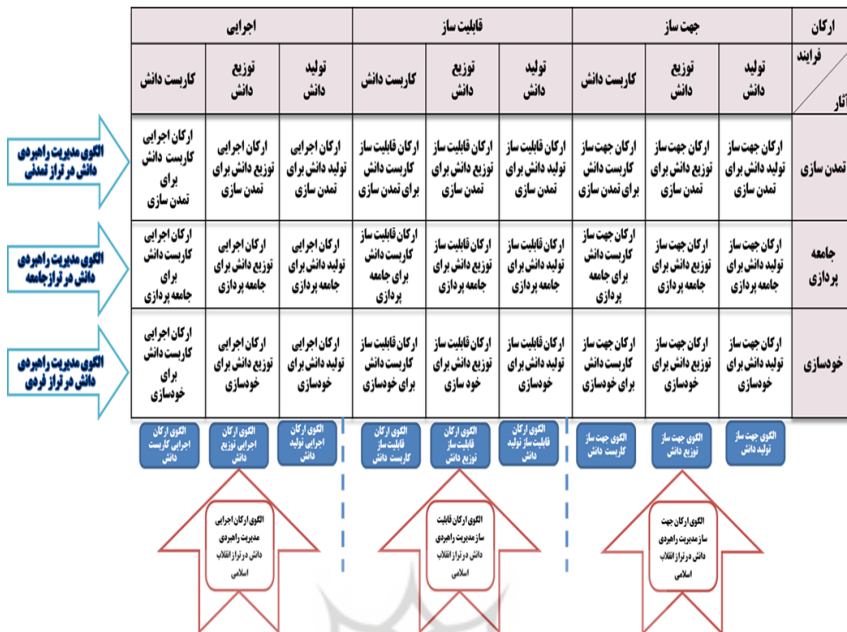 ارکان
جهت ساز
قابلیت ساز
اجرایی
فرایند
آثار
تولید
دانش
توزیع
دانش
کاربست دانش
تولید
دانش
توزیع
دانش
کاربست دانش
تولید
دانش
توزیع
دانش
کاربست دانش
تمدن سازی
ارکان جهت ساز
تولید دانش برای
تمدن سازی
ارکان جهت ساز
توزیع دانش برای
تمدن سازی
ارکان جهت ساز
کاربست دانش
برای تمدن سازی
ارکان قابلیت ساز
تولید دانش برای
تمدن سازی
ارکان قابلیت ساز
توزیع دانش برای
تمدن سازی
ارکان قابلیت ساز
کاربست دانش
برای تمدن سازی
ارکان اجرایی
تولید دانش برای
تمدن سازی
ارکان اجرایی
توزیع دانش برای
تمدن سازی
ارکان اجرایی
کاربست دانش
برای
تمدن سازی
الگوی مدیریت راهبردی
دانش در تراز تمدنی
جامعه
پردازی
ارکان جهت ساز
تولید دانش برای
جامعه پردازی
ارکان جهت ساز
توزیع دانش برای
جامعه پردازی
ارکان جهت ساز
کاربست دانش
برای جامعه
پردازی
ارکان قابلیت ساز
تولید دانش برای
جامعه پردازی
ارکان قابلیت ساز
توزیع دانش برای
جامعه پردازی
ارکان قابلیت ساز
کاربست دانش
برای جامعه
پردازی
ارکان اجرایی
تولید دانش برای
جامعه پردازی
ارکان اجرایی
توزیع دانش برای
جامعه پردازی
ارکان اجرایی
کاربست دانش
برای
جامعه پردازی
الگوی مدیریت راهبردی
دانش در تراز جامعه
خودسازی
ارکان جهت ساز
تولید دانش برای
خودسازی
ارکان جهت ساز
توزیع دانش برای
خود سازی
ارکان جهت ساز
کاربست دانش
برای خودسازی
ارکان قابلیت ساز
تولید دانش برای
خودسازی
ارکان قابلیت ساز
توزیع دانش برای
خود سازی
ارکان قابلیت ساز
کاربست دانش
برای خودسازی
ارکان اجرایی
تولید دانش برای
خودسازی
ارکان اجرایی
توزیع دانش برای
خودسازی
ارکان اجرایی
کاربست دانش
برای
خودسازی
الگوی مدیریت راهبردی
دانش در تراز فردی
الگوی جهت ساز
تولید دانش
الگوی جهت ساز
توزیع دانش
الگوی جهت ساز
کاربست دانش
الگوی ارکان
قابلیت ساز تولید
دانش
الگوی ارکان
قابلیت ساز
توزیع دانش
الگوی ارکان
قابلیت ساز
کاربست دانش
الگوی ارکان
اجرایی تولید
دانش
الگوی ارکان
اجرایی توزیع
دانش
الگوی ارکان
اجرایی کاربست
دانش
الگوی ارکان جهت
ساز مدیریت راهبردی
دانش در تراز انقلاب
اسلامی
الگوی ارکان قابلیت
ساز مدیریت راهبردی
دانش در تراز انقلاب
اسلامی
الگوی ارکان اجرایی
مدیریت راهبردی
دانش در تراز انقلاب
اسلامی